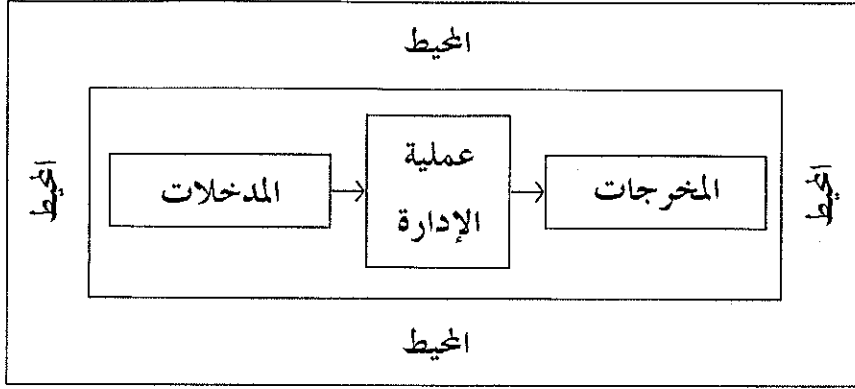 المحيط
المحيط
المدخلات
عملية
الإدارة
المخرجات
المحيط
المحيط